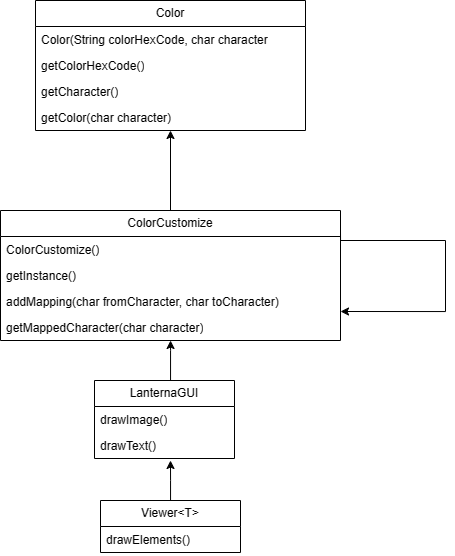 Color
Color(String colorHexCode, char character
getColorHexCode()
getCharacter()
getColor(char character)
ColorCustomize
ColorCustomize()
getInstance()
addMapping(char fromCharacter, char toCharacter)
getMappedCharacter(char character)
LanternaGUI
drawImage()
drawText()
Viewer<T>
drawElements()